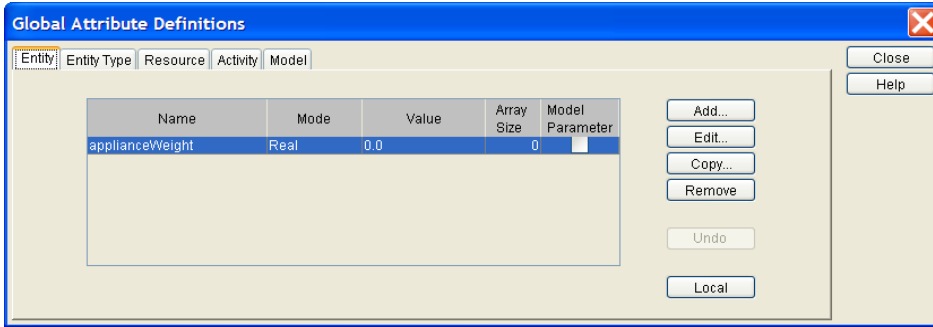 Global Attribute Definitions
Entity Entity Type Resource Activity Model
Close
Help
Name Mode Value Array Size Model Parameter
applianceWeight Real 0.0 0
Add...
Edit...
Copy...
Remove
Undo
Local